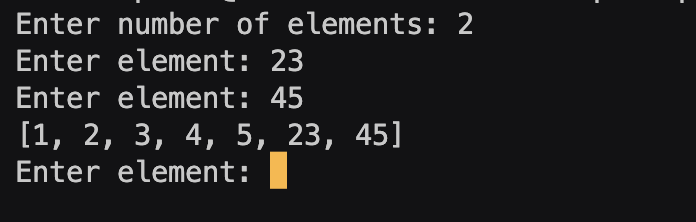 Enter number of elements: 2
Enter element: 23
Enter element: 45
[1, 2, 3, 4, 5, 23, 45]
Enter element: